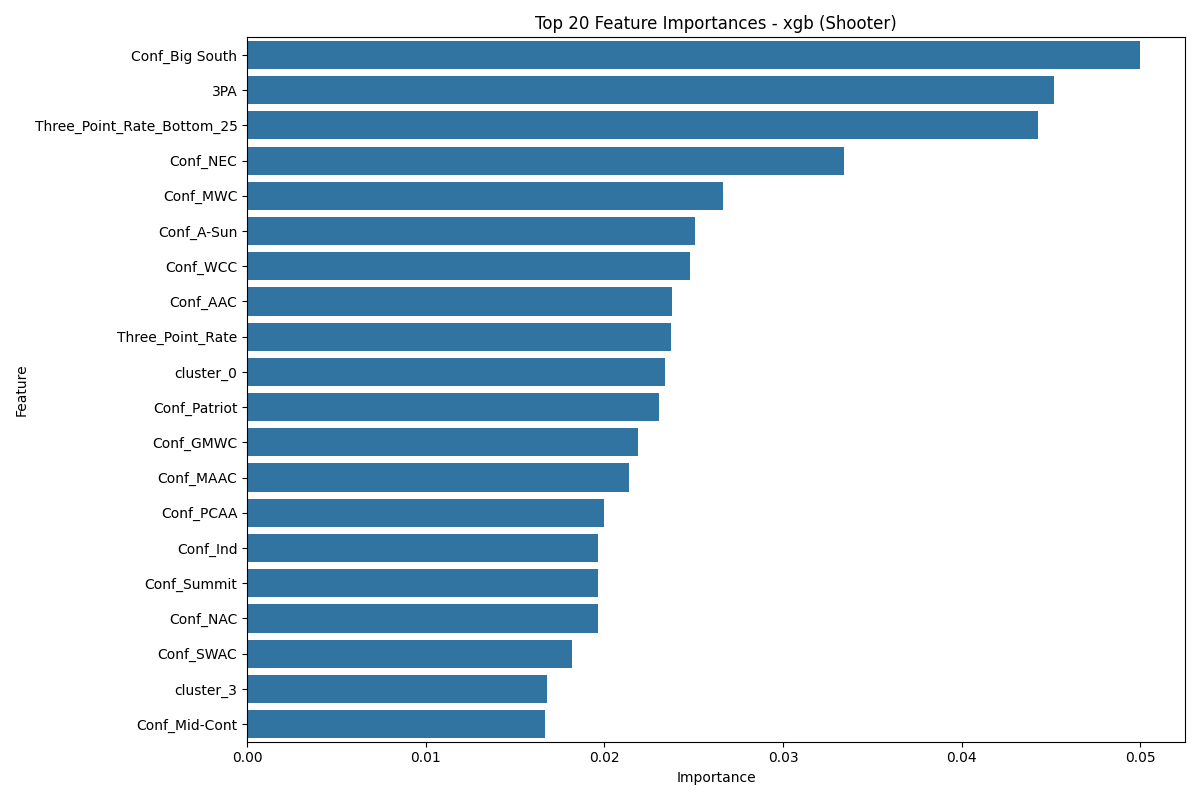 Top 20 Feature Importances - xgb (Shooter)
Conf_Big South
3PA
Three_Point_Rate_Bottom_25
Conf_NEC
Conf_MWC
Conf_A-Sun
Conf_WCC
Conf_AAC
Three_Point_Rate
cluster_0
Conf_Patriot
Conf_GMWC
Conf_MAAC
Conf_PCAA
Conf_Ind
Conf_Summit
Conf_NAC
Conf_SWAC
cluster_3
Conf_Mid-Cont
Feature
0.00 0.01 0.02 0.03 0.04 0.05
Importance